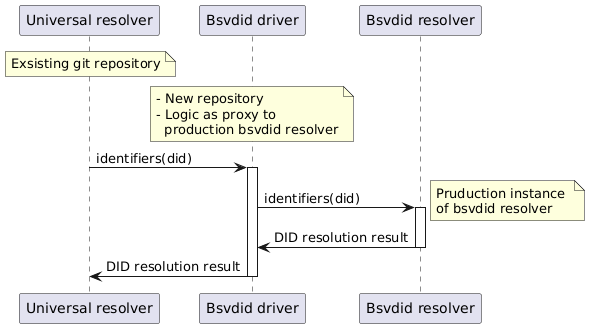 Universal resolver
Bsvdid driver
Bsvdid resolver
Exsisting git repository
- New repository
- Logic as proxy to
production bsvdid resolver
identifiers(did)
identifiers(did)
Pruduction instance
of bsvdid resolver
DID resolution result
DID resolution result
Universal resolver
Bsvdid driver
Bsvdid resolver